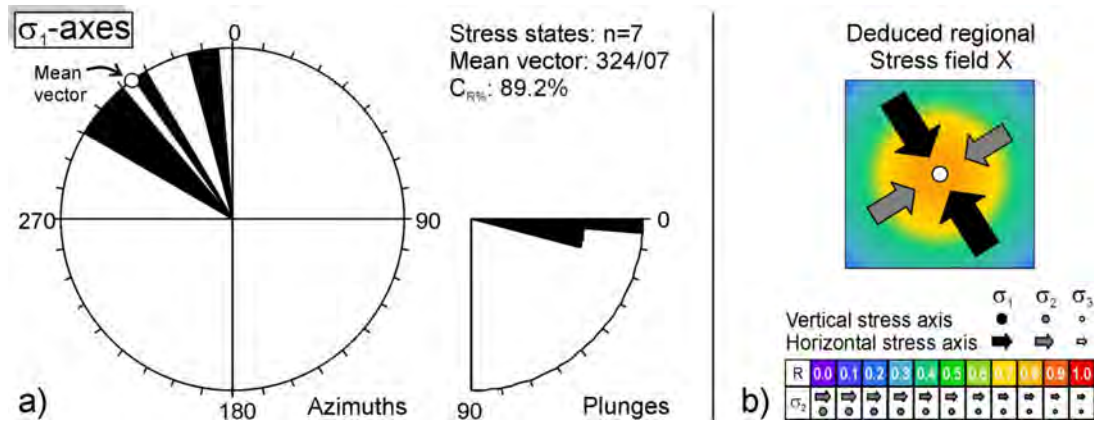 σ₁-axes
Mean
vector
0
270
90
180
Azimuths
a)
Stress states: n=7
Mean vector: 324/07
C_R%: 89.2%
0
90
Plunges
Deduced regional
Stress field X
σ₁ σ₂ σ₃
Vertical stress axis
Horizontal stress axis
R 0.0 0.1 0.2 0.3 0.4 0.5 0.6 0.7 0.8 0.9 1.0
σ₂
b)